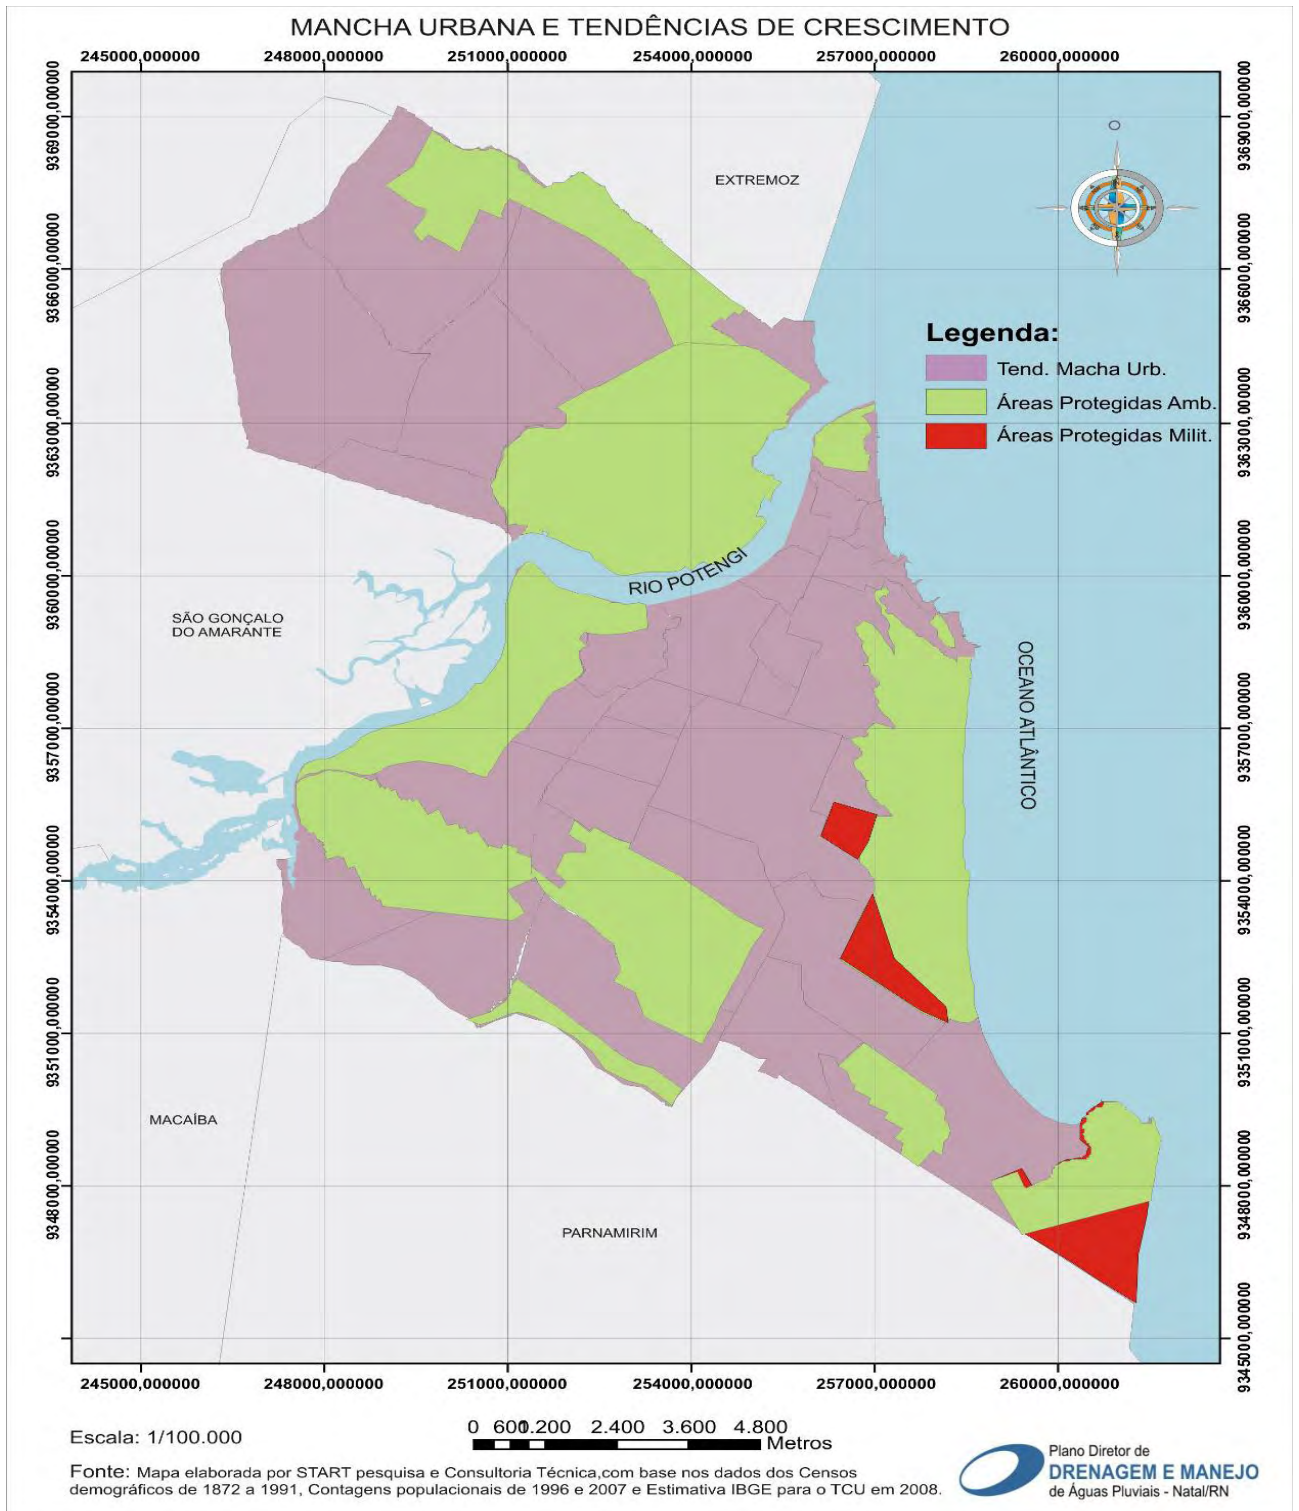 MANCHA URBANA E TENDÊNCIAS DE CRESCIMENTO
245000,000000 248000,000000 251000,000000 254000,000000 257000,000000 260000,000000
9369000,000000 9369000,000000
9366000,000000 9366000,000000
9363000,000000 9363000,000000
9360000,000000 9360000,000000
9357000,000000 9357000,000000
9354000,000000 9354000,000000
9351000,000000 9351000,000000
9348000,000000 9348000,000000
9345000,000000
EXTREMOZ
Legenda:
Tend. Macha Urb.
Áreas Protegidas Amb.
Áreas Protegidas Milit.
RIO POTENGI
SÃO GONÇALO
DO AMARANTE
OCEANO ATLÂNTICO
MACAÍBA
PARNAMIRIM
245000,000000 248000,000000 251000,000000 254000,000000 257000,000000 260000,000000
Escala: 1/100.000
0 600 1.200 2.400 3.600 4.800
Metros
Fonte: Mapa elaborada por START pesquisa e Consultoria Técnica,com base nos dados dos Censos
demográficos de 1872 a 1991, Contagens populacionais de 1996 e 2007 e Estimativa IBGE para o TCU em 2008.
Plano Diretor de
DRENAGEM E MANEJO
de Águas Pluviais - Natal/RN